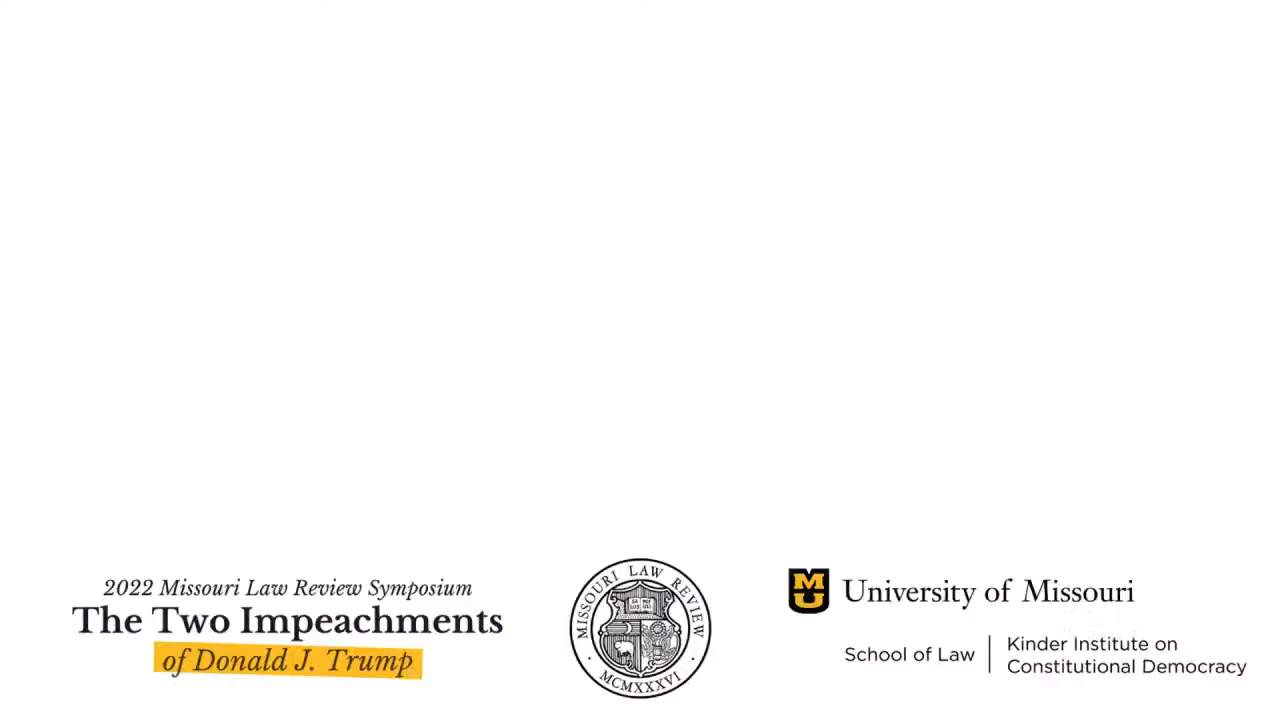 2022 Missouri Law Review Symposium
The Two Impeachments
of Donald J. Trump
MISSOURI LAW REVIEW
MCMXXXVI
MU
University of Missouri
School of Law
Kinder Institute on
Constitutional Democracy